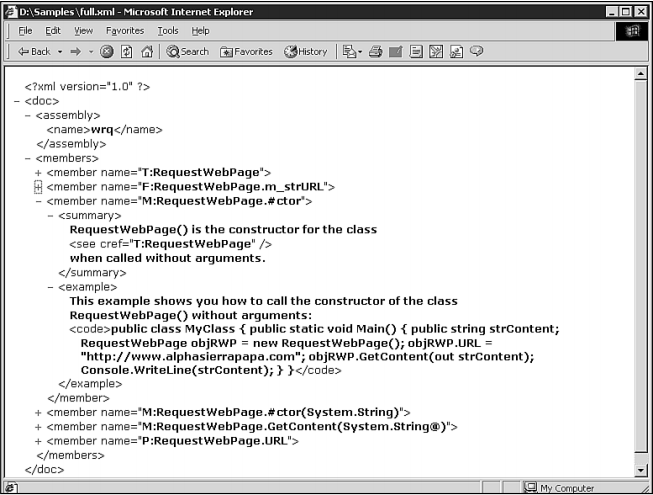 D:\Samples\full.xml - Microsoft Internet Explorer
File Edit View Favorites Tools Help
Back Search Favorites History
<?xml version="1.0" ?>
- <doc>
- <assembly>
<name>wrq</name>
</assembly>
- <members>
+ <member name="T:RequestWebPage">
+ <member name="F:RequestWebPage.m_strURL">
- <member name="M:RequestWebPage.#ctor">
- <summary>
RequestWebPage() is the constructor for the class
<see cref="T:RequestWebPage" />
when called without arguments.
</summary>
- <example>
This example shows you how to call the constructor of the class
RequestWebPage() without arguments:
<code>public class MyClass { public static void Main() { public string strContent;
RequestWebPage objRWP = new RequestWebPage(); objRWP.URL =
"http://www.alphasierrapapa.com"; objRWP.GetContent(out strContent);
Console.WriteLine(strContent); } }</code>
</example>
</member>
+ <member name="M:RequestWebPage.#ctor(System.String)">
+ <member name="M:RequestWebPage.GetContent(System.String@)">
+ <member name="P:RequestWebPage.URL">
</members>
</doc>
My Computer